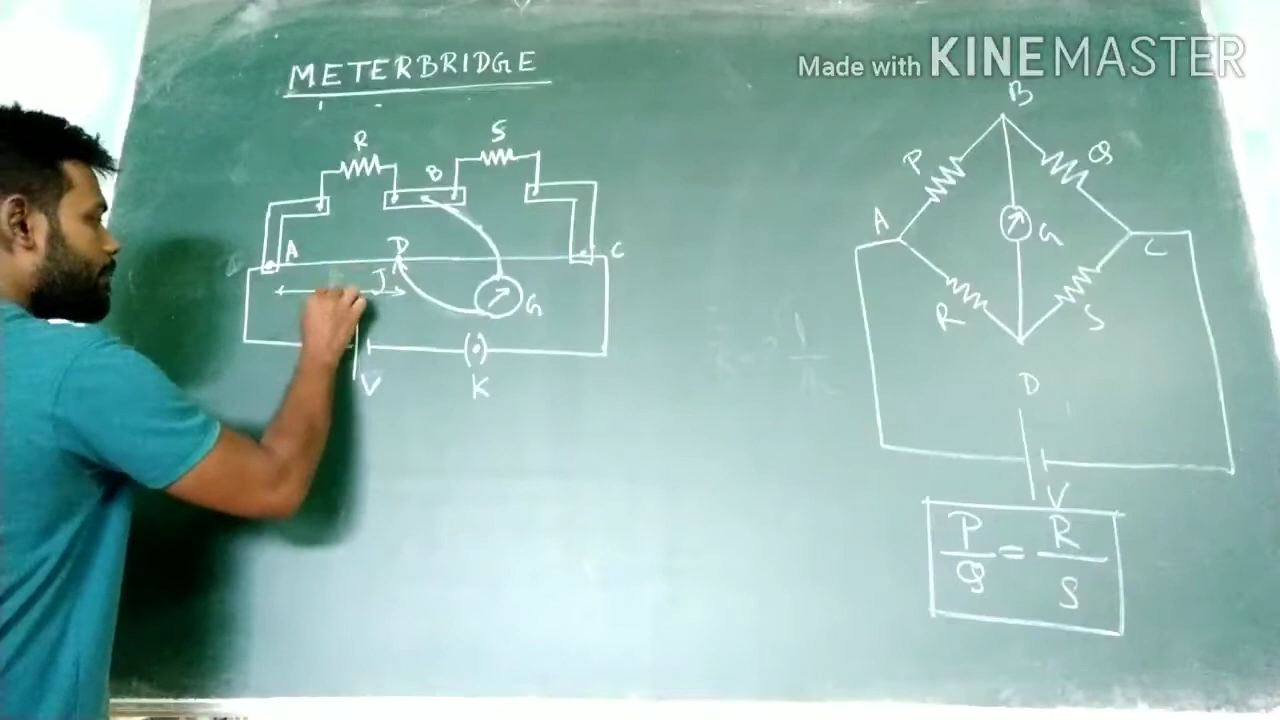 METERBRIDGE
Made with KINEMASTER
R
S
B
A
D
C
J
G
V
K
B
P
Q
A
G
C
R
S
D
V
P/Q = R/S